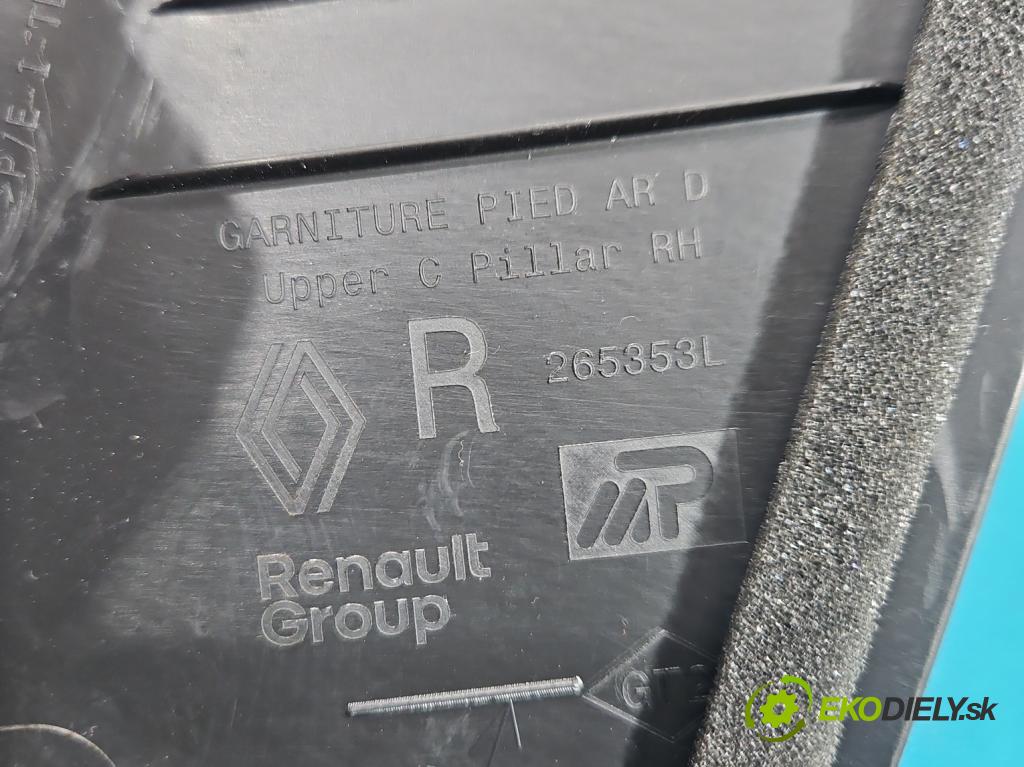 GARNITURE PIED AR D
Upper C Pillar RH
R
265353L
Renault
Group
EKODIELY.sk